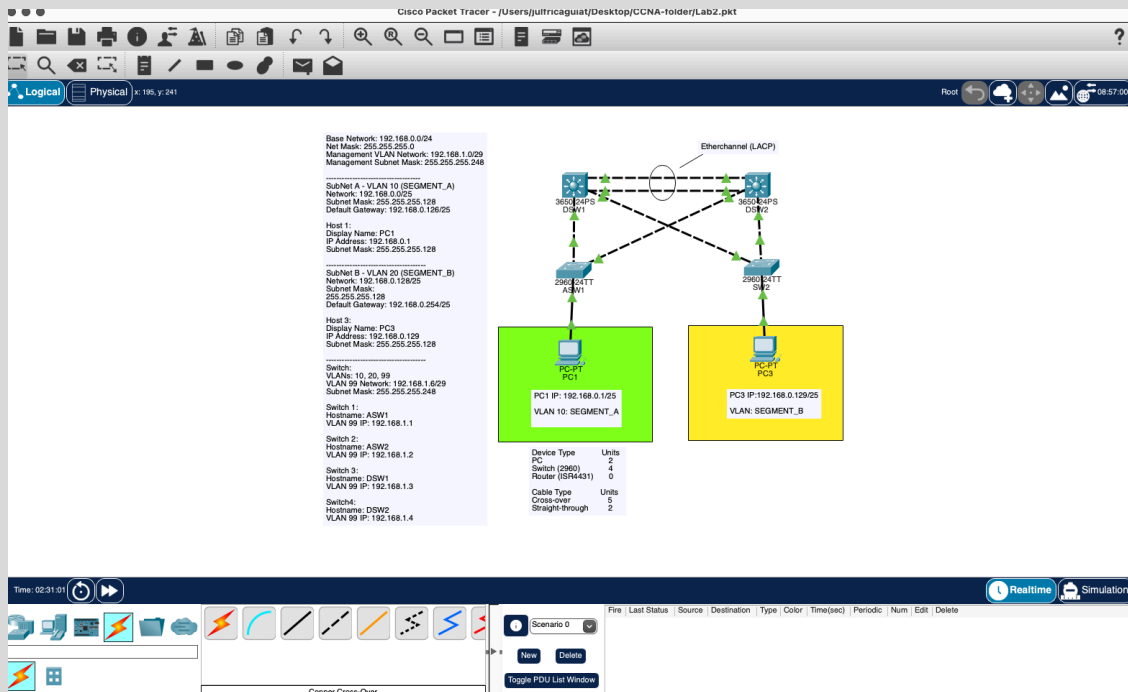 Cisco Packet Tracer - /Users/julfricaguiat/Desktop/CCNA-folder/Lab2.pkt
?
Logical
Physical
x: 195, y: 241
Root
08:57:00
Base Network: 192.168.0.0/24
Net Mask: 255.255.255.0
Management VLAN Network: 192.168.1.0/29
Management Subnet Mask: 255.255.255.248
-------------------------------------
SubNet A - VLAN 10 (SEGMENT_A)
Network: 192.168.0.0/25
Subnet Mask: 255.255.255.128
Default Gateway: 192.168.0.126/25
Host 1:
Display Name: PC1
IP Address: 192.168.0.1
Subnet Mask: 255.255.255.128
---------------------------------------
SubNet B - VLAN 20 (SEGMENT_B)
Network: 192.168.0.128/25
Subnet Mask:
255.255.255.128
Default Gateway: 192.168.0.254/25
Host 3:
Display Name: PC3
IP Address: 192.168.0.129
Subnet Mask: 255.255.255.128
---------------------------------------
Switch:
VLANs: 10, 20, 99
VLAN 99 Network: 192.168.1.6/29
Subnet Mask: 255.255.255.248
Switch 1:
Hostname: ASW1
VLAN 99 IP: 192.168.1.1
Switch 2:
Hostname: ASW2
VLAN 99 IP: 192.168.1.2
Switch 3:
Hostname: DSW1
VLAN 99 IP: 192.168.1.3
Switch4:
Hostname: DSW2
VLAN 99 IP: 192.168.1.4
Etherchannel (LACP)
3650-24PS
DSW1
3650-24PS
DSW2
2960-24TT
ASW1
2960-24TT
SW2
PC-PT
PC1
PC1 IP: 192.168.0.1/25
VLAN 10: SEGMENT_A
PC-PT
PC3
PC3 IP:192.168.0.129/25
VLAN: SEGMENT_B
Device Type Units
PC 2
Switch (2960) 4
Router (ISR4431) 0
Cable Type Units
Cross-over 5
Straight-through 2
Time: 02:31:01
Realtime
Simulation
Scenario 0
New
Delete
Toggle PDU List Window
Fire Last Status Source Destination Type Color Time(sec) Periodic Num Edit Delete
Copper Cross-Over